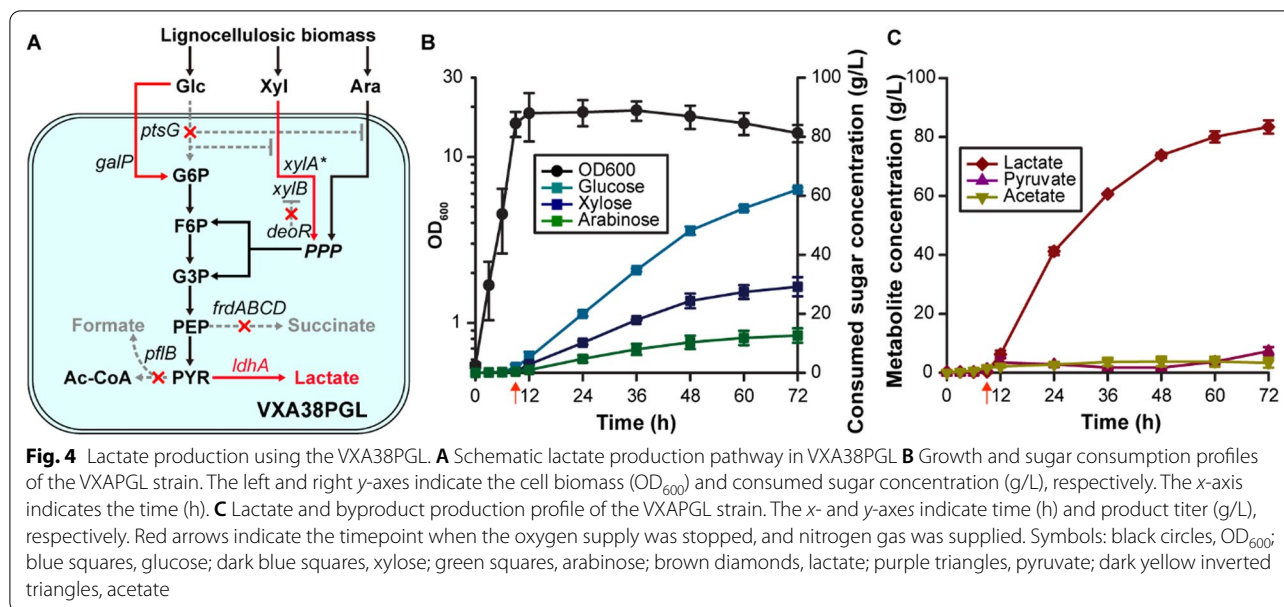 A
Lignocellulosic biomass
Glc Xyl Ara
ptsG
galP
xylA*
xylB
deoR
G6P
F6P
PPP
G3P
frdABCD
Formate
PEP
Succinate
pflB
ldhA
Ac-CoA
PYR
Lactate
VXA38PGL
B
OD600
30
10
1
OD600
Glucose
Xylose
Arabinose
Consumed sugar concentration (g/L)
100
80
60
40
20
0
0 12 24 36 48 60 72
Time (h)
C
Metabolite concentration (g/L)
100
80
60
40
20
0
Lactate
Pyruvate
Acetate
0 12 24 36 48 60 72
Time (h)
Fig. 4 Lactate production using the VXA38PGL. A Schematic lactate production pathway in VXA38PGL B Growth and sugar consumption profiles
of the VXAPGL strain. The left and right y-axes indicate the cell biomass (OD600) and consumed sugar concentration (g/L), respectively. The x-axis
indicates the time (h). C Lactate and byproduct production profile of the VXAPGL strain. The x- and y-axes indicate time (h) and product titer (g/L),
respectively. Red arrows indicate the timepoint when the oxygen supply was stopped, and nitrogen gas was supplied. Symbols: black circles, OD600;
blue squares, glucose; dark blue squares, xylose; green squares, arabinose; brown diamonds, lactate; purple triangles, pyruvate; dark yellow inverted
triangles, acetate